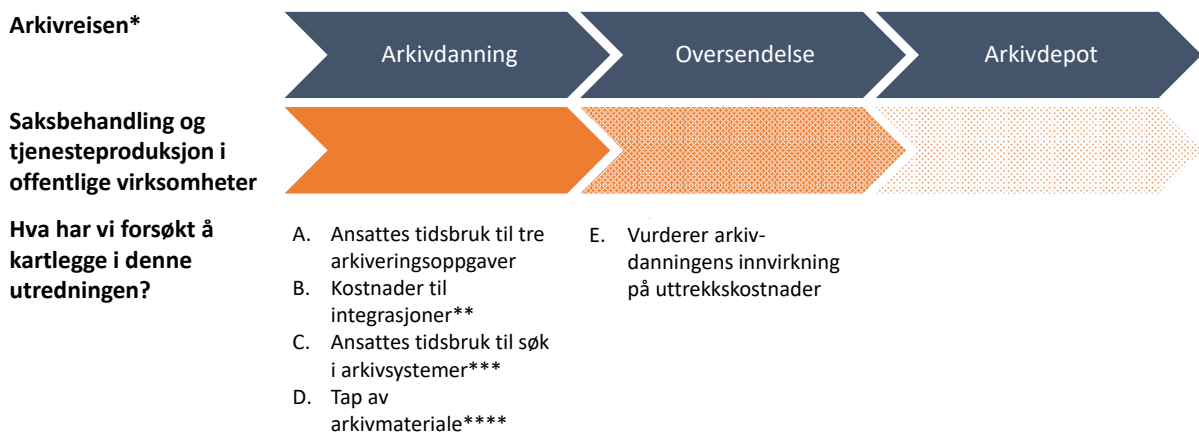 Arkivreisen*
Arkivdanning
Oversendelse
Arkivdepot
Saksbehandling og
tjenesteproduksjon i
offentlige virksomheter
Hva har vi forsøkt å
kartlegge i denne
utredningen?
A. Ansattes tidsbruk til tre
arkiveringsoppgaver
B. Kostnader til
integrasjoner**
C. Ansattes tidsbruk til søk
i arkivsystemer***
D. Tap av
arkivmateriale****
E. Vurderer arkiv-
danningens innvirkning
på uttrekkskostnader